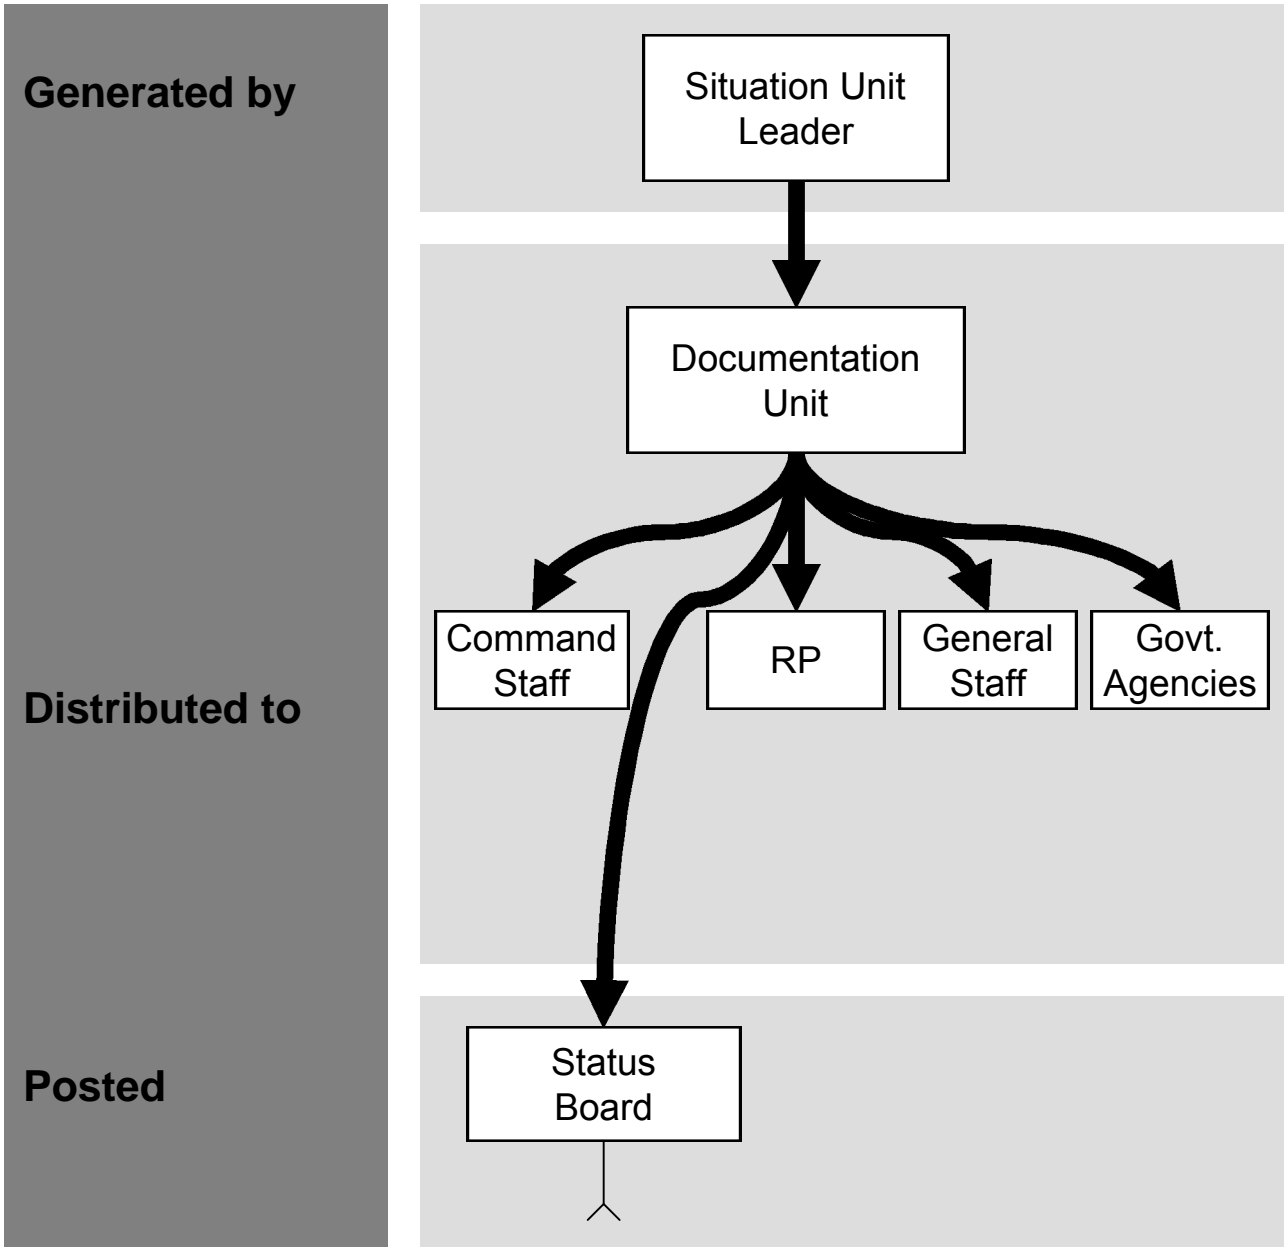 Generated by
Situation Unit
Leader
Documentation
Unit
Distributed to
Command
Staff
RP
General
Staff
Govt.
Agencies
Posted
Status
Board